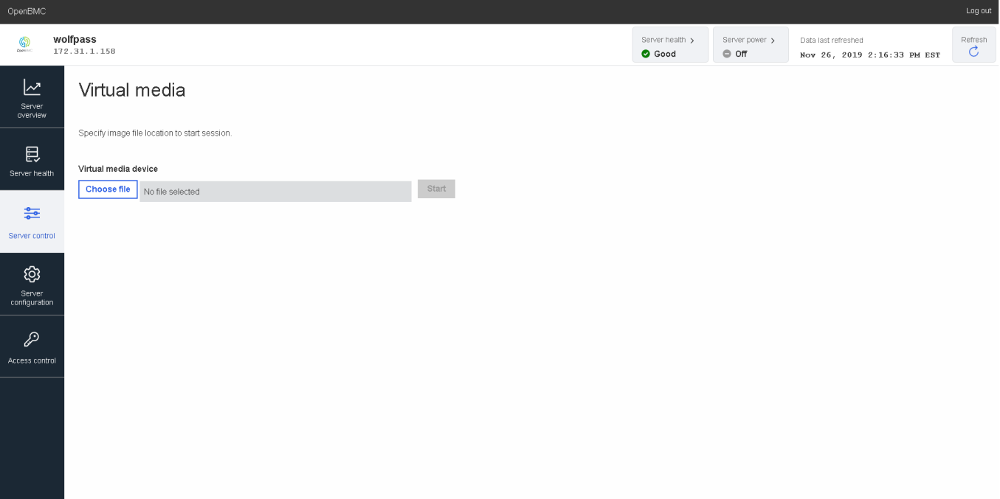 OpenBMC
Log out
OpenBMC
wolfpass
172.31.1.150
Server health
Good
Server power
Off
Data last refreshed
Nov 26, 2019 2:16:33 PM EST
Refresh
Server
overview
Server health
Server control
Server
configuration
Access control
Virtual media
Specify image file location to start session.
Virtual media device
Choose file
No file selected
Start